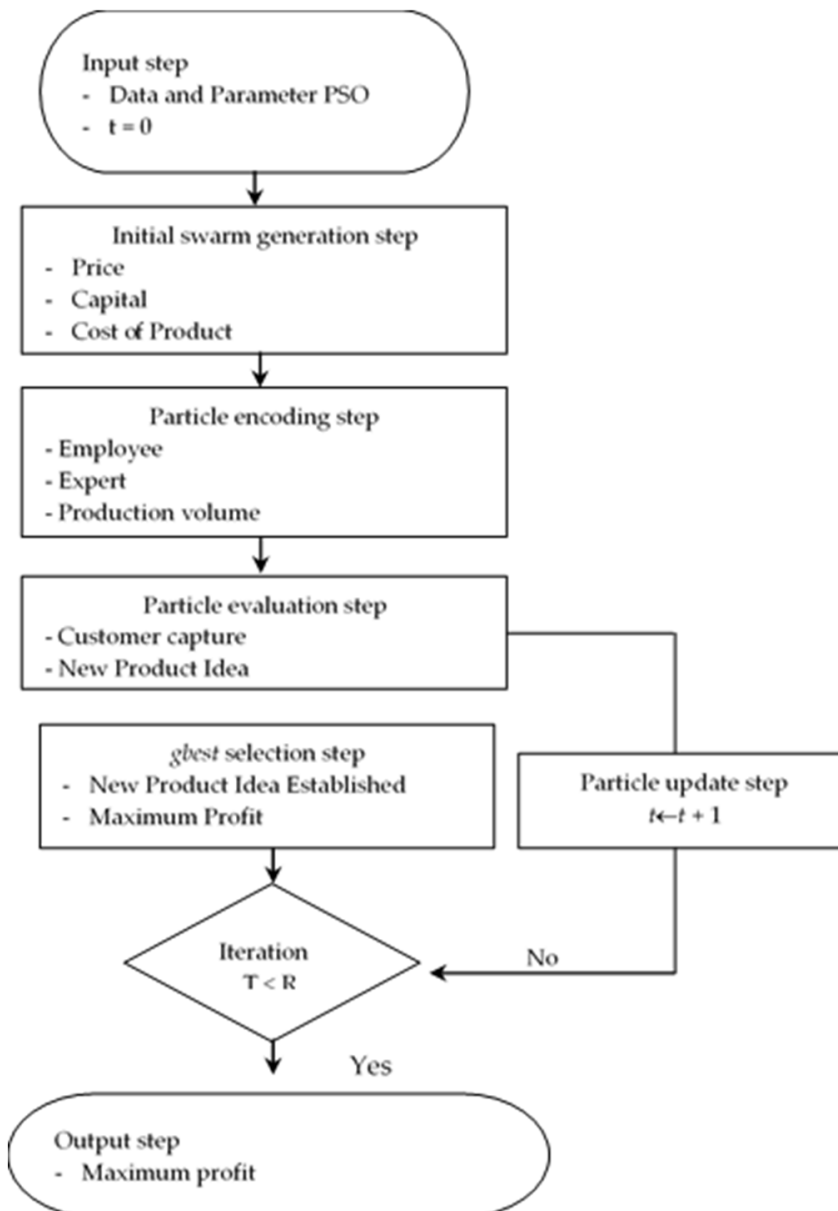 Input step
- Data and Parameter PSO
- t = 0
Initial swarm generation step
- Price
- Capital
- Cost of Product
Particle encoding step
- Employee
- Expert
- Production volume
Particle evaluation step
- Customer capture
- New Product Idea
gbest selection step
- New Product Idea Established
- Maximum Profit
Particle update step
t←t + 1
Iteration
T < R
No
Yes
Output step
- Maximum profit